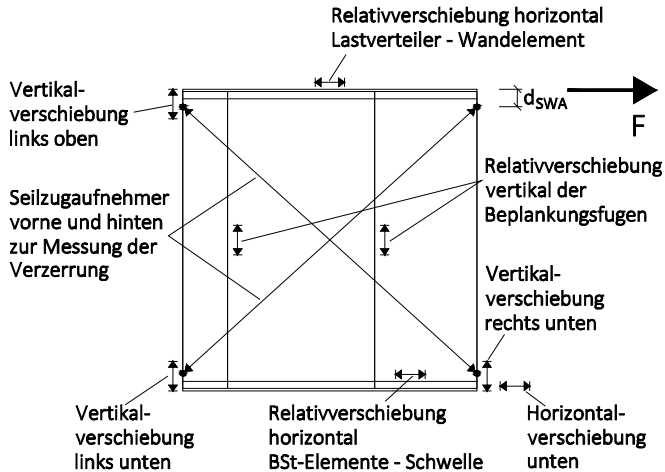 Relativverschiebung horizontal
Lastverteiler - Wandelement
Vertikal-
verschiebung
links oben
dSWA
F
Relativverschiebung
vertikal der
Beplankungsfugen
Seilzugaufnehmer
vorne und hinten
zur Messung der
Verzerrung
Vertikal-
verschiebung
rechts unten
Vertikal-
verschiebung
links unten
Relativverschiebung
horizontal
BSt-Elemente - Schwelle
Horizontal-
verschiebung
unten